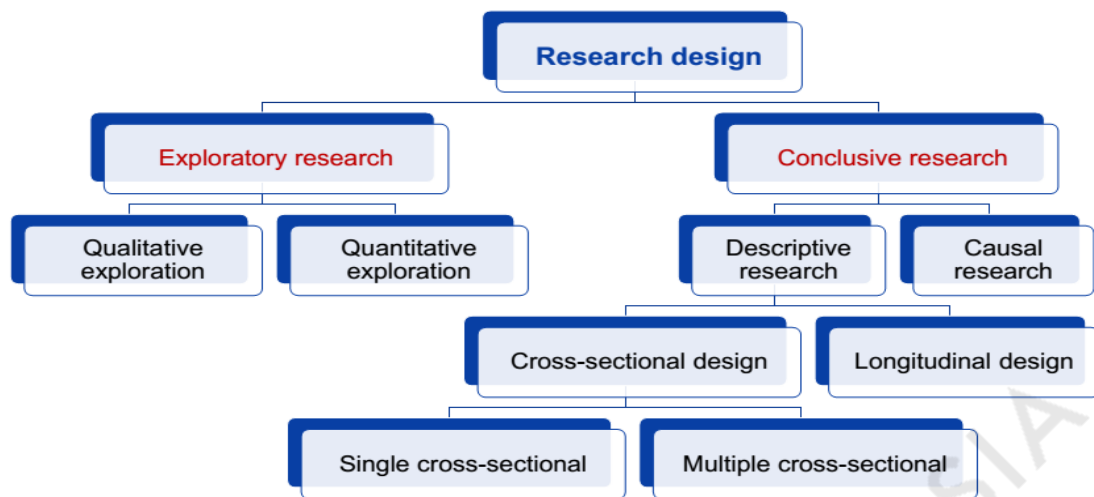 Research design
Exploratory research
Conclusive research
Qualitative
exploration
Quantitative
exploration
Descriptive
research
Causal
research
Cross-sectional design
Longitudinal design
Single cross-sectional
Multiple cross-sectional
SIA